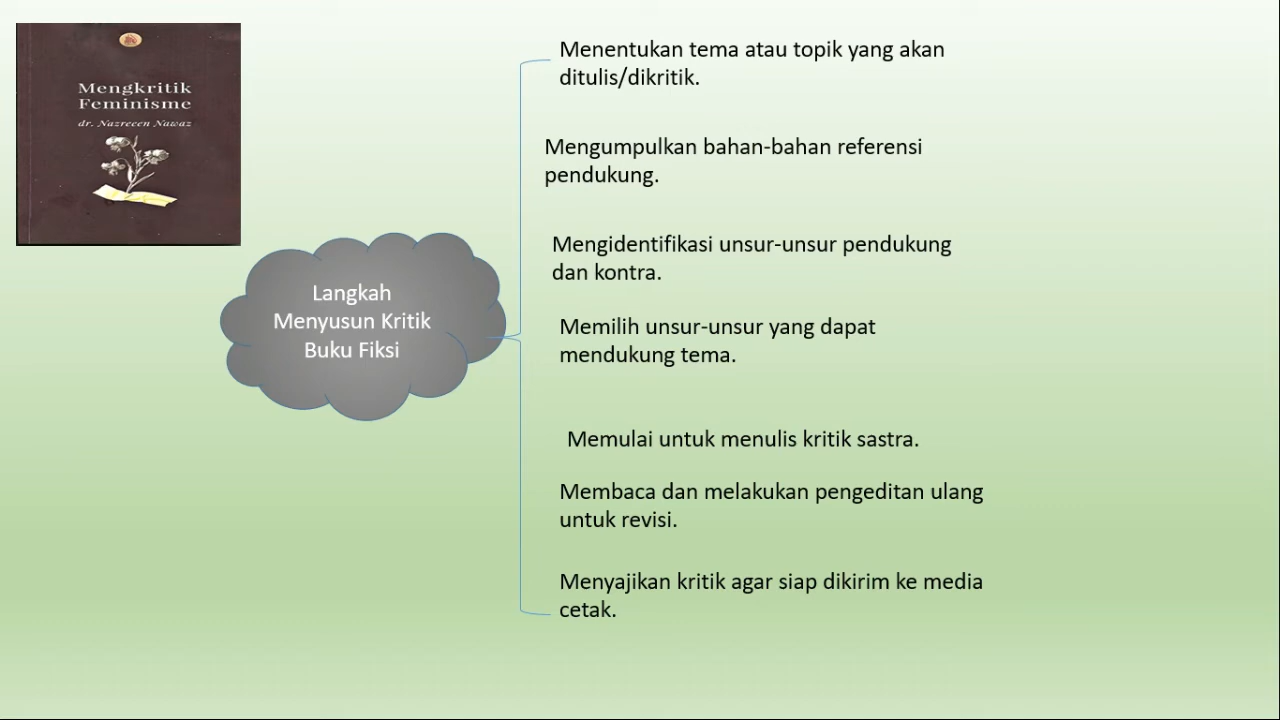 Mengkritik
Feminisme
dr. Nazreeen Nawaz
Langkah
Menyusun Kritik
Buku Fiksi
Menentukan tema atau topik yang akan
ditulis/dikritik.
Mengumpulkan bahan-bahan referensi
pendukung.
Mengidentifikasi unsur-unsur pendukung
dan kontra.
Memilih unsur-unsur yang dapat
mendukung tema.
Memulai untuk menulis kritik sastra.
Membaca dan melakukan pengeditan ulang
untuk revisi.
Menyajikan kritik agar siap dikirim ke media
cetak.